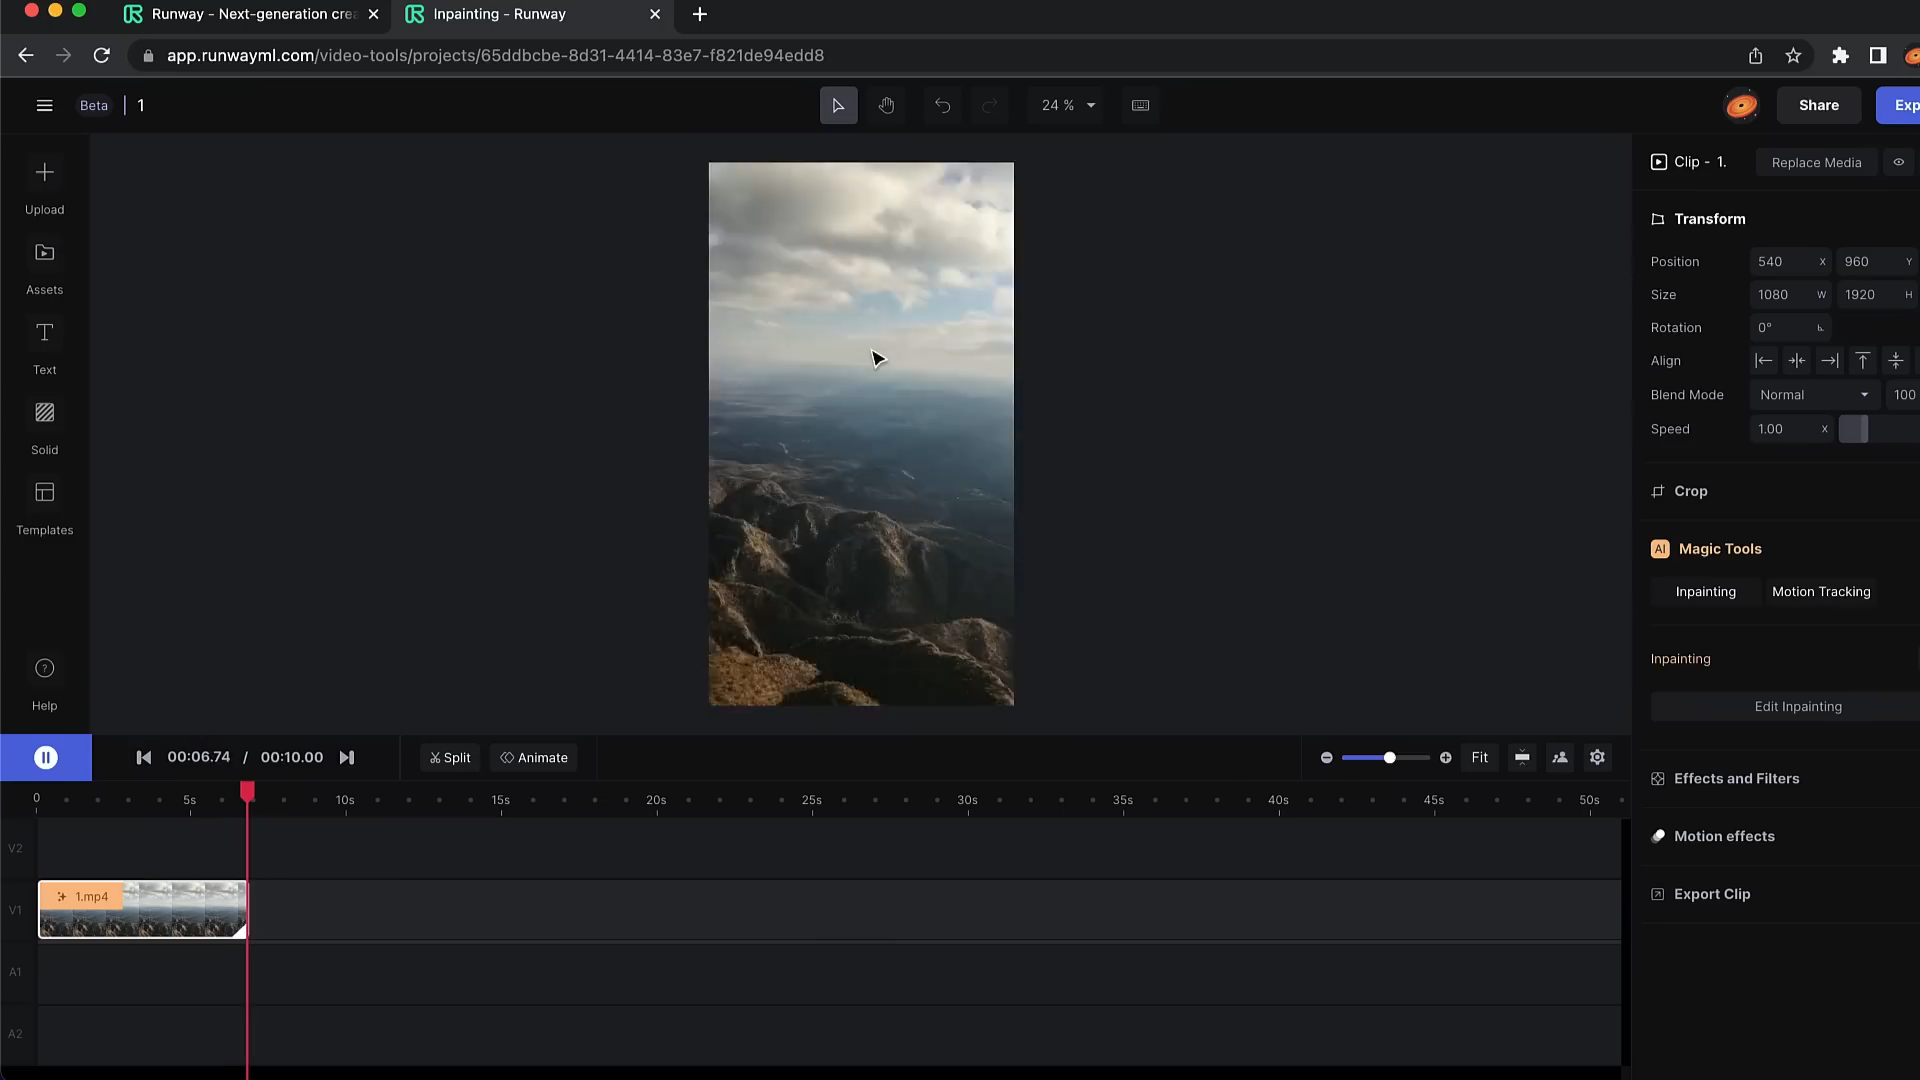 Runway - Next-generation crea
Inpainting - Runway
app.runwayml.com/video-tools/projects/65ddbcbe-8d31-4414-83e7-f821de94edd8
Beta | 1
24 %
Share
Exp
Upload
Assets
Text
Solid
Templates
Help
Clip - 1.
Replace Media
Transform
Position 540 X 960 Y
Size 1080 W 1920 H
Rotation 0°
Align
Blend Mode Normal 100
Speed 1.00 X
Crop
AI Magic Tools
Inpainting Motion Tracking
Inpainting
Edit Inpainting
Effects and Filters
Motion effects
Export Clip
00:06.74 / 00:10.00
Split
Animate
Fit
0 5s 10s 15s 20s 25s 30s 35s 40s 45s 50s
V2
V1
1.mp4
A1
A2